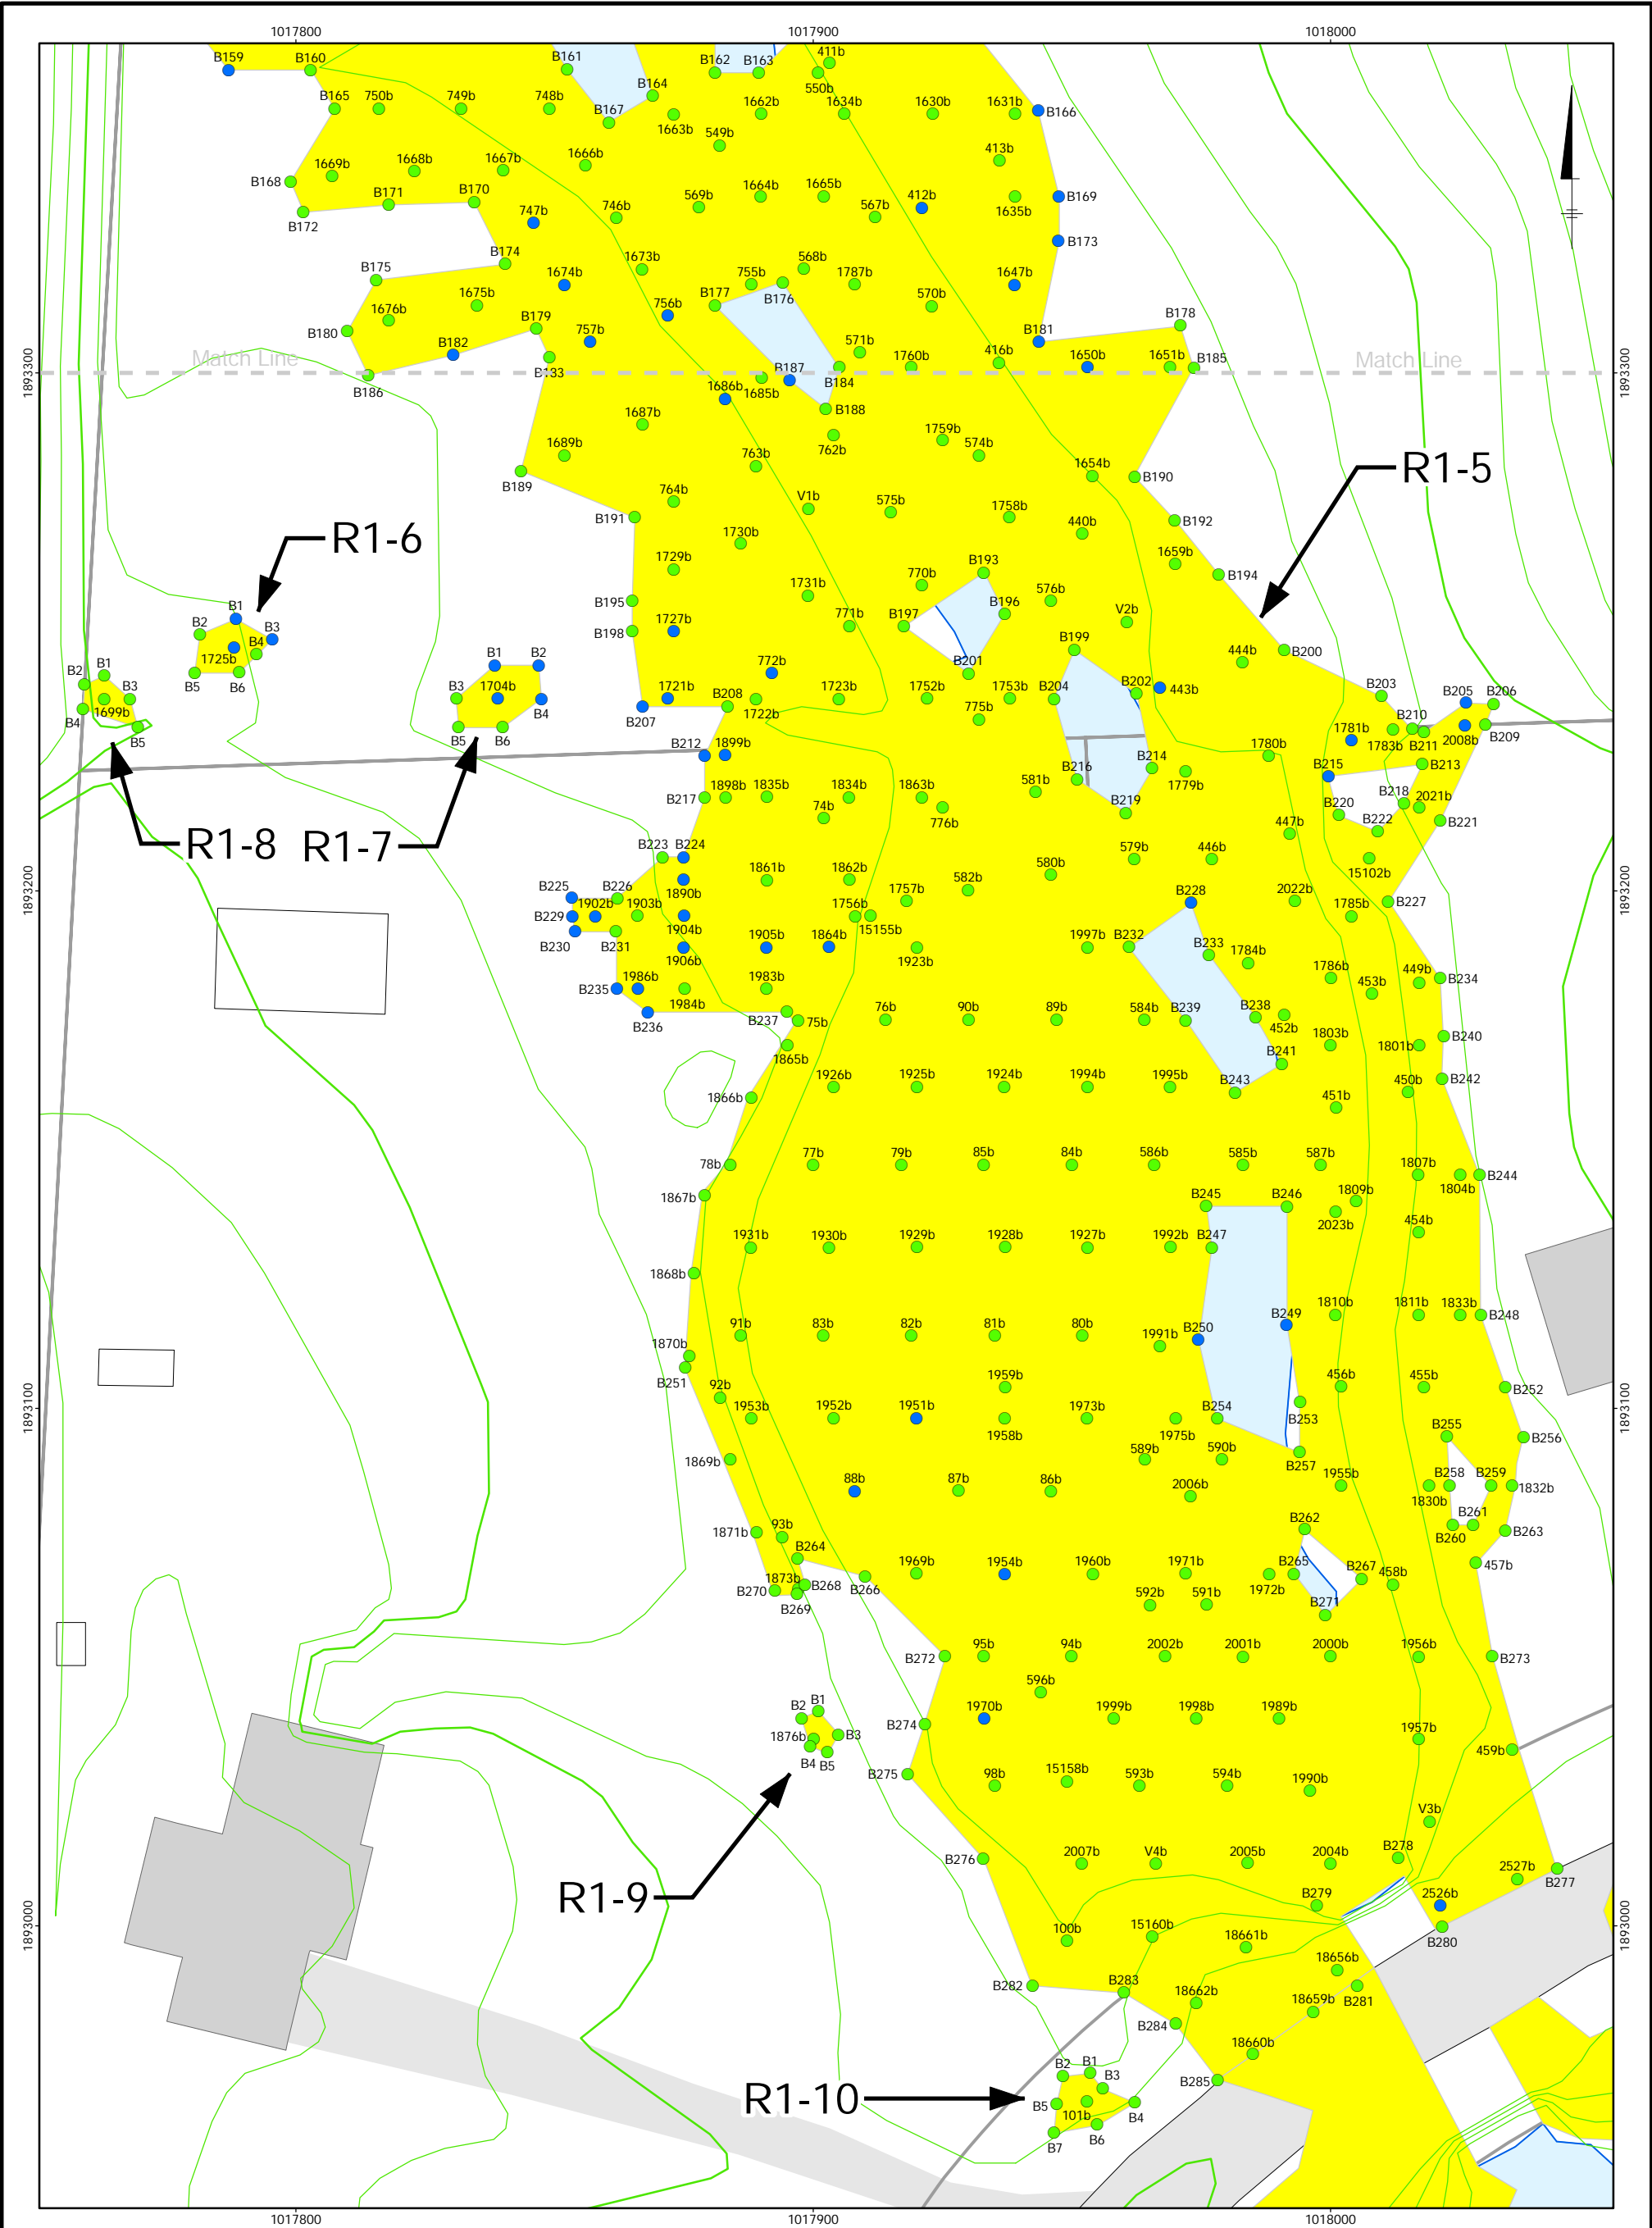 1017800 1017900 1018000
B159 B160 B161 B162 B163 411b
550b
B165 750b 749b 748b B164 1662b 1634b 1630b 1631b B166
B167 1663b 549b
413b
B168 1669b 1668b 1667b 1666b
B171 B170 569b 1664b 1665b 412b B169
B172 747b 746b 567b 1635b
B173
B174 1673b 568b
B175 1674b 755b 1787b 1647b
B176
B180 1676b 1675b 756b B177 570b B178
B179 757b B181
B182 571b
Match Line Match Line
1893300 B186 B133 B187 B184 1760b 416b 1650b 1651b B185 1893300
1686b 1685b
B188
1687b 762b 1759b
1689b 763b 574b
B189 1654b B190
R1-5
764b V1b 575b 1758b
B191 440b B192
R1-6 1730b
1729b 1659b B194
B193
770b
B195 1731b B196 576b
B1 B2 B3 B4 1725b B5 B6
B198 1727b 771b B197 V2b
B199 B200
444b
B1 B2 772b B201
B2 B1 B3 1699b B4 B5
B3 1704b B4 B5 B6
1721b B208 1722b 1723b 1752b 1753b B204 B202 443b B203 B205 B206
B207 775b 1781b 1783b B210 B211 2008b B209
B212 1899b 1780b
B214 B213
B216 1779b B215
B217 1898b 1835b 1834b 1863b 581b B218 2021b
74b 776b B219 B220
447b B222 B221
R1-8 R1-7
B223 B224 579b 446b
1861b 1862b 580b 15102b
1893200 1890b 582b 1893200
B225 B226 1757b B228 2022b B227
B229 1902b 1903b 1904b 1756b 15155b 1785b
B230 B231 1906b 1905b 1864b 1923b 1997b B232 B233
1784b
B235 1986b 1984b 1983b 1786b 453b 449b B234
B236 B237 75b 76b 90b 89b 584b B239 B238 452b
1865b 1803b 1801b B240
B241
1866b 1926b 1925b 1924b 1994b 1995b B243 450b B242
451b
78b 77b 79b 85b 84b 586b 585b 587b
1867b 1807b 1804b B244
B245 B246 1809b 2023b
454b
1931b 1930b 1929b 1928b 1927b 1992b B247
1868b
B249 1810b 1811b 1833b B248
91b 83b 82b 81b 80b B250
1991b
1870b
B251
92b 1959b 456b 455b B252
1953b 1952b 1951b 1958b 1973b 1975b B254 B253
1893100 1893100
B255 B256
589b 590b B257
1869b
88b 87b 86b 2006b 1955b 1830b B258 B259 1832b
1871b 93b B262 B260 B261 B263
B264 457b
1873b B268 B266 1969b 1954b 1960b 1971b 1972b B265 B267 458b
B270 B269 592b 591b B271
B272 95b 94b 2002b 2001b 2000b 1956b B273
596b
B2 B1 1876b B3 B4 B5
B274 1970b 1999b 1998b 1989b
1957b
459b
B275 98b 15158b 593b 594b 1990b
V3b
B276 2007b V4b 2005b 2004b B278
R1-9 2527b B277
B279 2526b
1893000 100b 15160b 18661b B280 1893000
18656b
B282 B283 18662b 18659b B281
B284
18660b
B2 B1 B3 B285
R1-10
B5 101b B4
B7 B6
1017800 1017900 1018000